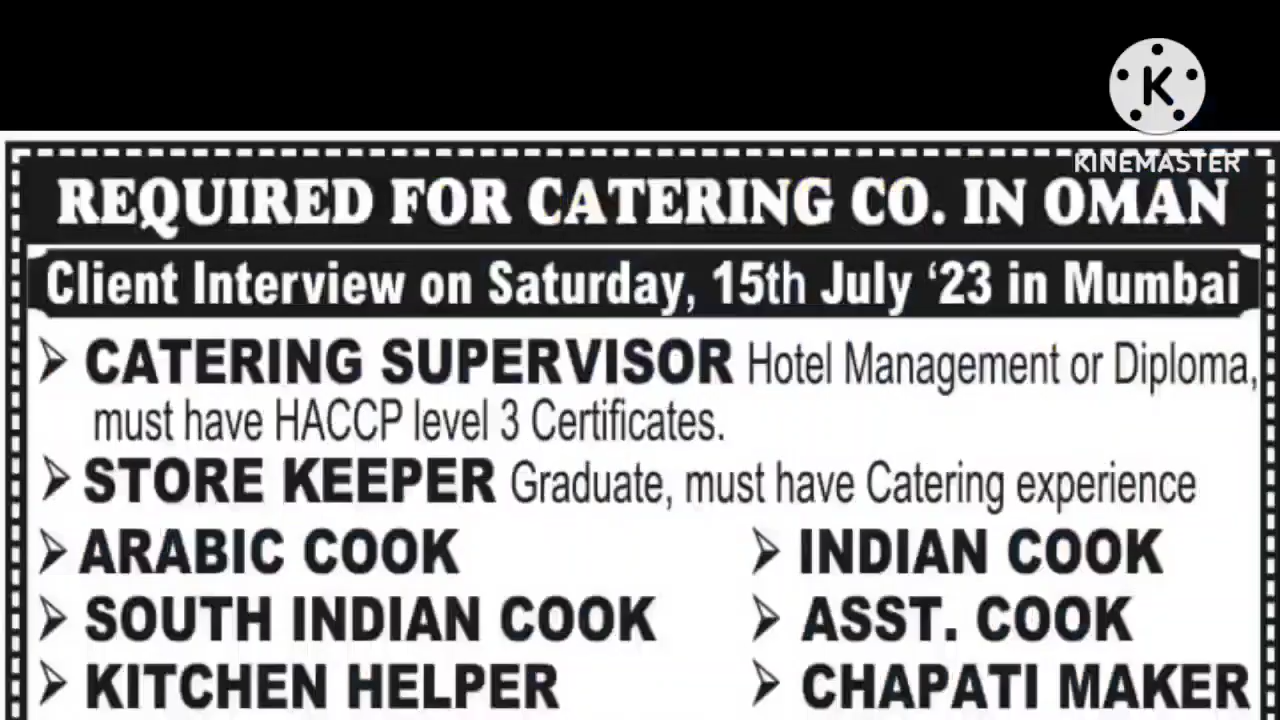 K
KINEMASTER
REQUIRED FOR CATERING CO. IN OMAN
Client Interview on Saturday, 15th July ‘23 in Mumbai
➢ CATERING SUPERVISOR Hotel Management or Diploma,
must have HACCP level 3 Certificates.
➢ STORE KEEPER Graduate, must have Catering experience
➢ ARABIC COOK ➢ INDIAN COOK
➢ SOUTH INDIAN COOK ➢ ASST. COOK
➢ KITCHEN HELPER ➢ CHAPATI MAKER